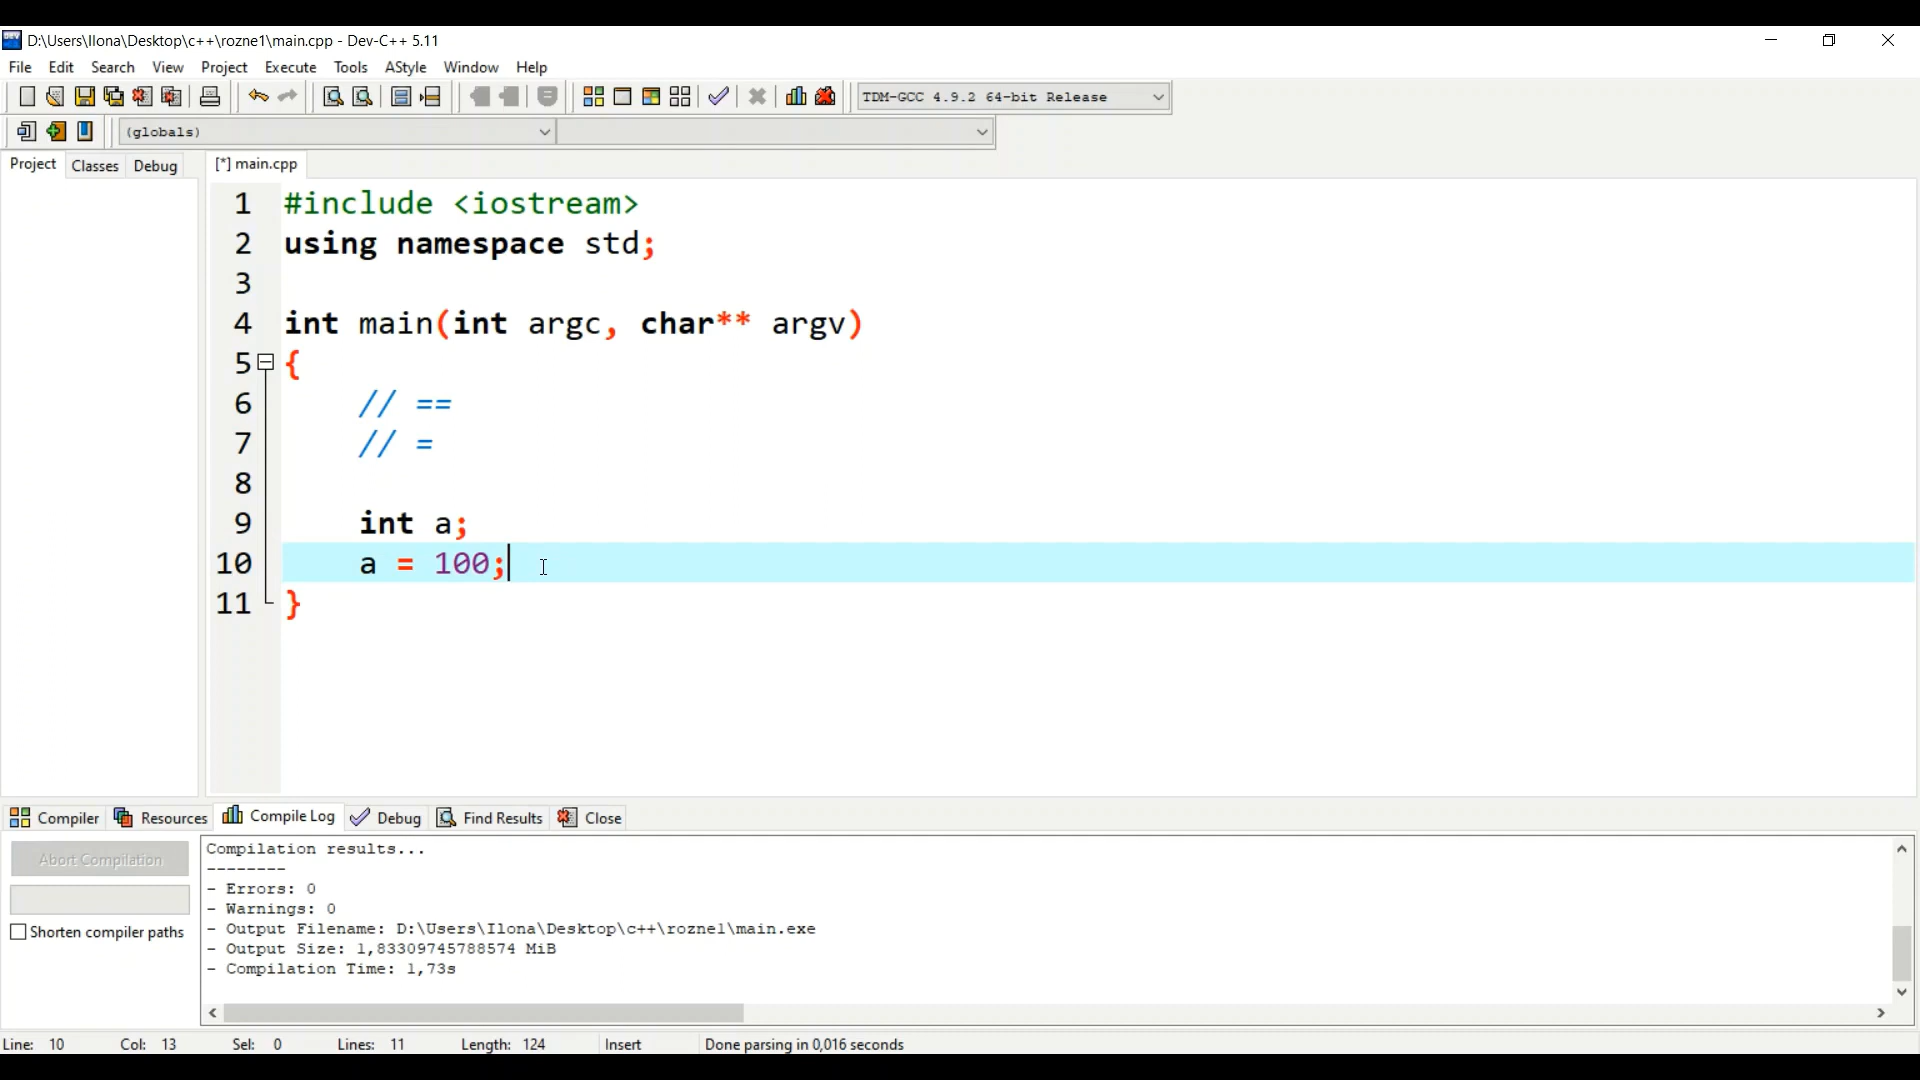 D:\Users\Ilona\Desktop\c++\rozne1\main.cpp - Dev-C++ 5.11
File Edit Search View Project Execute Tools AStyle Window Help
TDM-GCC 4.9.2 64-bit Release
(globals)
Project Classes Debug
[*] main.cpp
1 #include <iostream>
2 using namespace std;
3
4 int main(int argc, char** argv)
5 {
6 // ==
7 // =
8
9 int a;
10 a = 100;
11 }
Compiler Resources Compile Log Debug Find Results Close
Abort Compilation
Shorten compiler paths
Compilation results...
--------
- Errors: 0
- Warnings: 0
- Output Filename: D:\Users\Ilona\Desktop\c++\rozne1\main.exe
- Output Size: 1,83309745788574 MiB
- Compilation Time: 1,73s
Line: 10 Col: 13 Sel: 0 Lines: 11 Length: 124 Insert Done parsing in 0,016 seconds